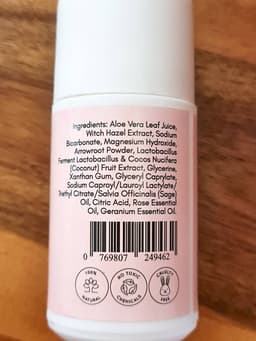 Ingredients: Aloe Vera Leaf Juice,
Witch Hazel Extract, Sodium
Bicarbonate, Magnesium Hydroxide,
Arrowroot Powder, Lactobacillus
Ferment Lactobacillus & Cocos Nucifera
(Coconut) Fruit Extract, Glycerine,
Xanthan Gum, Glyceryl Caprylate,
Sodium Caproyl/Lauroyl Lactylate/
Triethyl Citrate/Salvia Officinalis (Sage)
Oil, Citric Acid, Rose Essential
Oil, Geranium Essential Oil.
0 769807 249462
100% NATURAL
NO TOXIC CHEMICALS
CRUELTY FREE